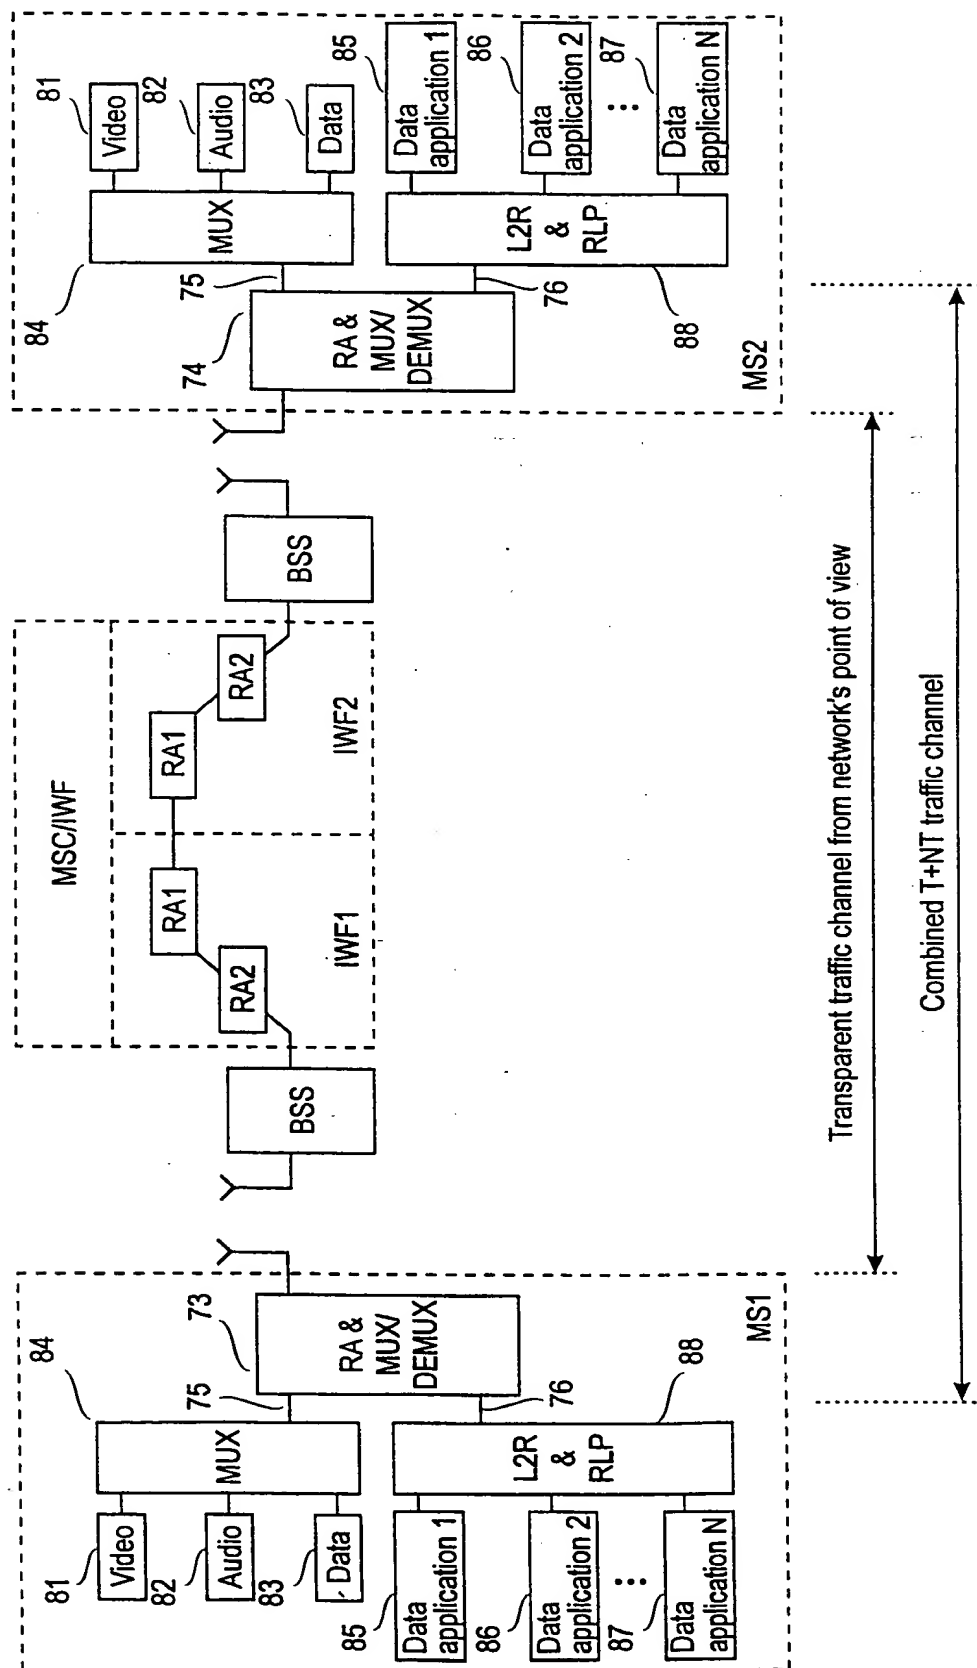 81
Video
82
Audio
83
Data
84
MUX
75
73
RA &
MUX/
DEMUX
76
85
Data
application 1
86
Data
application 2
87
Data
application N
L2R
&
RLP
88
MS1
BSS
MSC/IWF
RA2
RA1
IWF1
RA1
RA2
IWF2
BSS
74
RA &
MUX/
DEMUX
75
76
84
MUX
81
Video
82
Audio
83
Data
L2R
&
RLP
88
85
Data
application 1
86
Data
application 2
87
Data
application N
MS2
Transparent traffic channel from network's point of view
Combined T+NT traffic channel